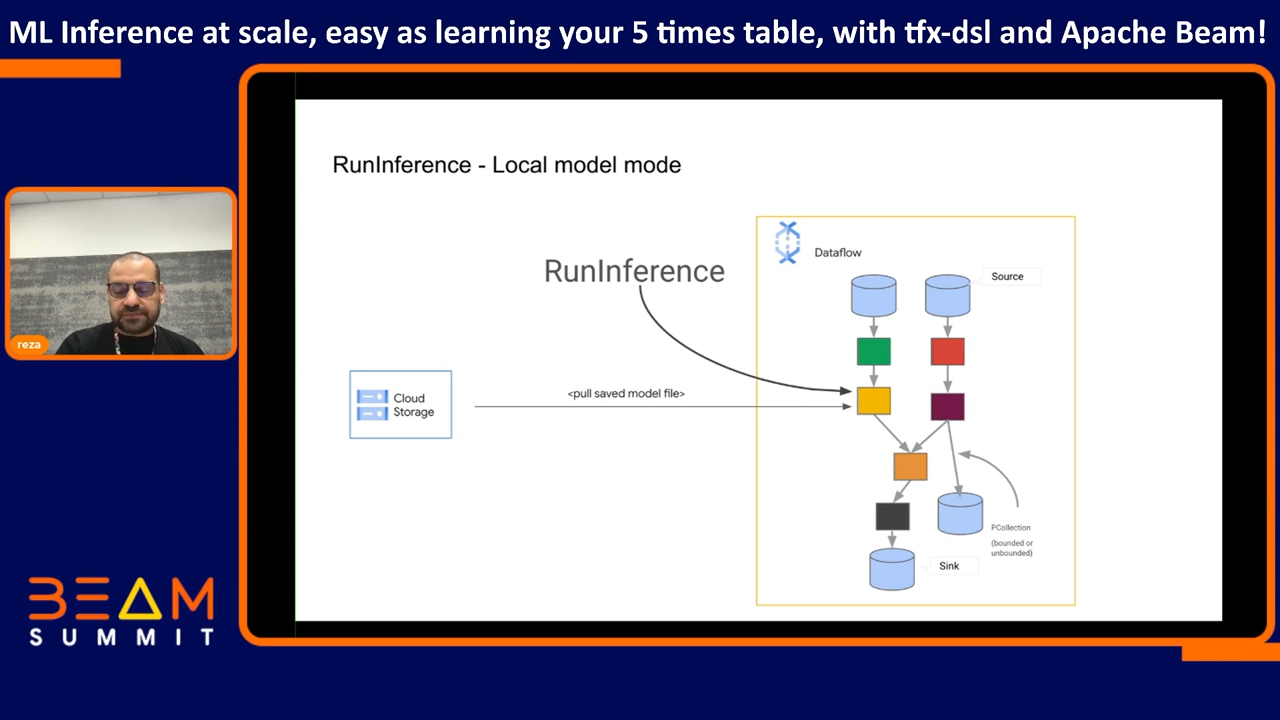 ML Inference at scale, easy as learning your 5 times table, with tfx-dsl and Apache Beam!
RunInference - Local model mode
RunInference
Dataflow
Source
reza
Cloud
Storage
<pull saved model file>
PCollection
(bounded or
unbounded)
Sink
BEAM
SUMMIT